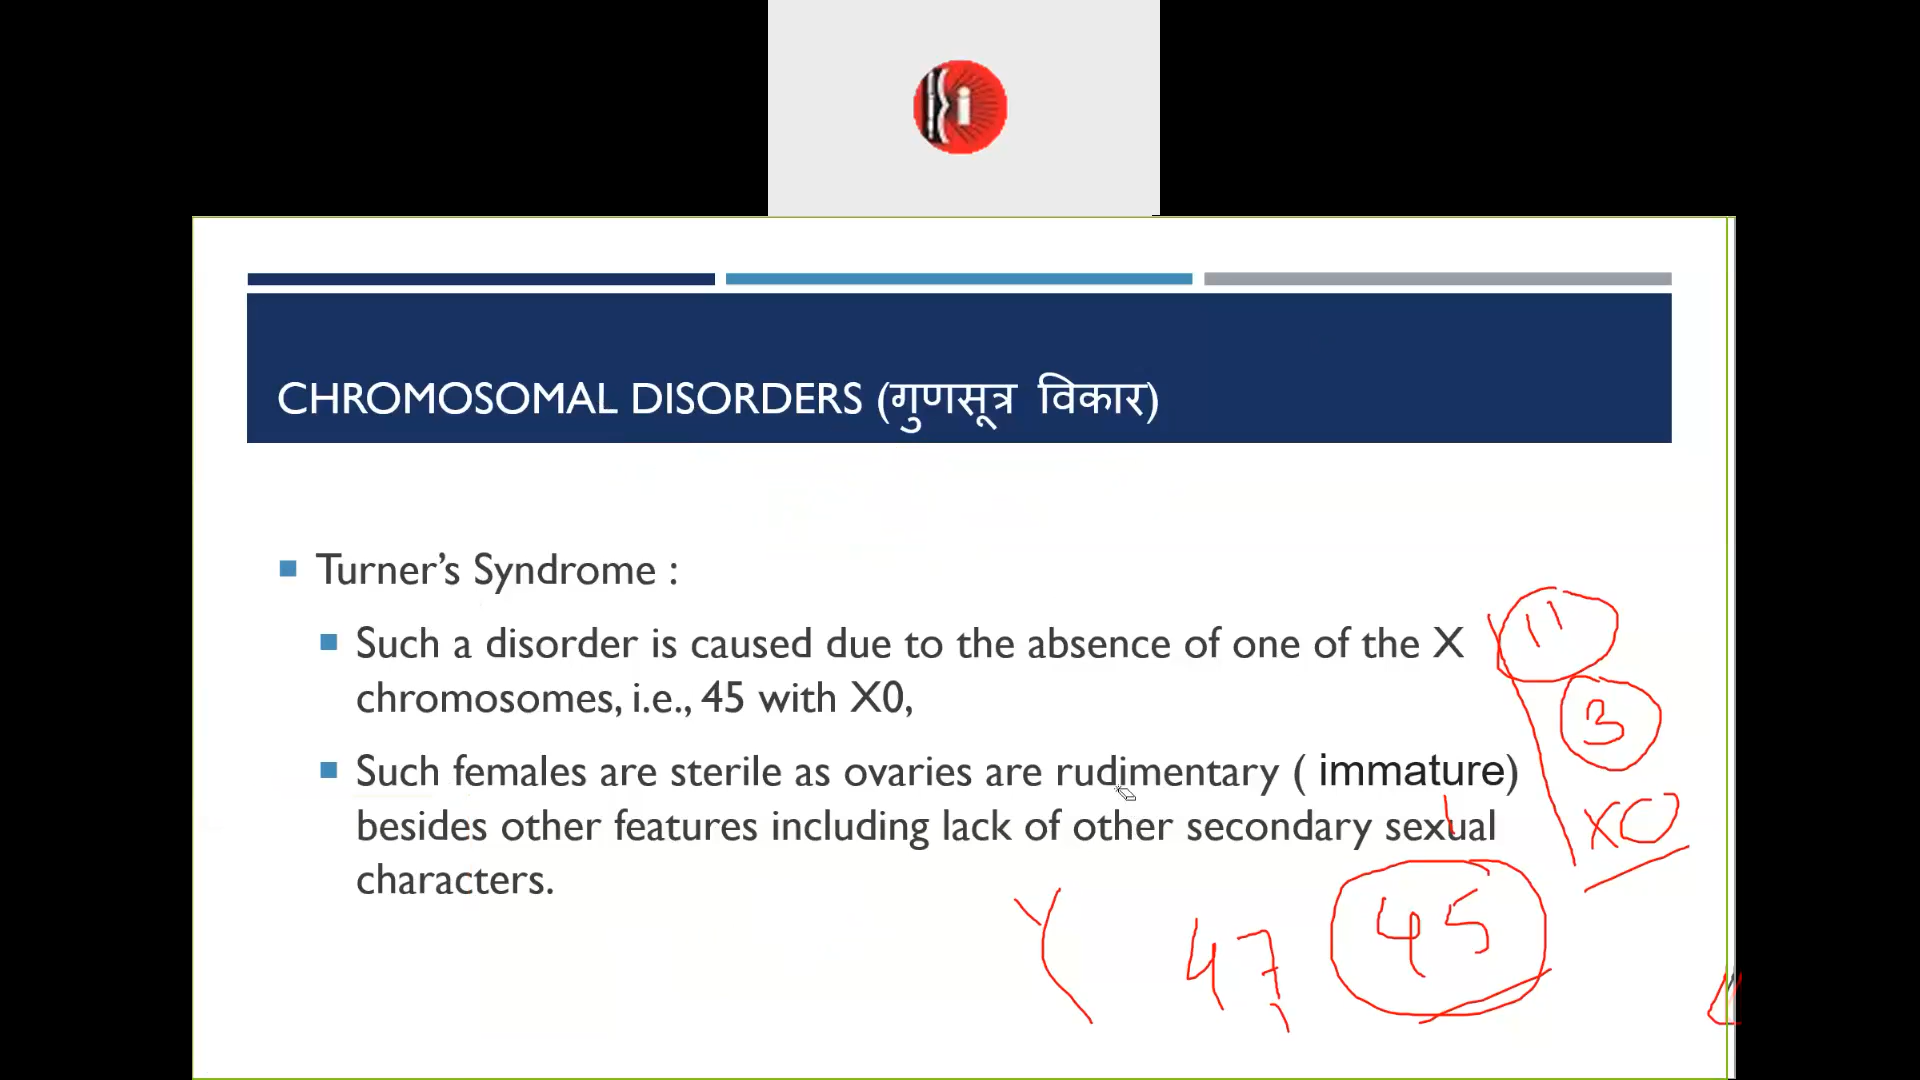 CHROMOSOMAL DISORDERS (गुणसूत्र विकार)
Turner’s Syndrome :
Such a disorder is caused due to the absence of one of the X
chromosomes, i.e., 45 with X0,
Such females are sterile as ovaries are rudimentary ( immature)
besides other features including lack of other secondary sexual
characters.
11
3
XO
47
45